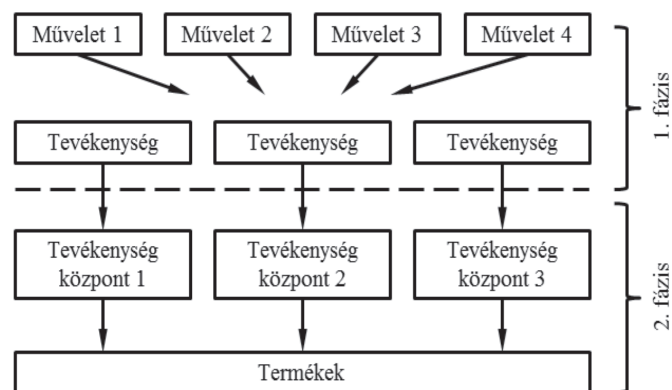 Művelet 1
Művelet 2
Művelet 3
Művelet 4
1. fázis
Tevékenység
Tevékenység
Tevékenység
Tevékenység
központ 1
Tevékenység
központ 2
Tevékenység
központ 3
2. fázis
Termékek